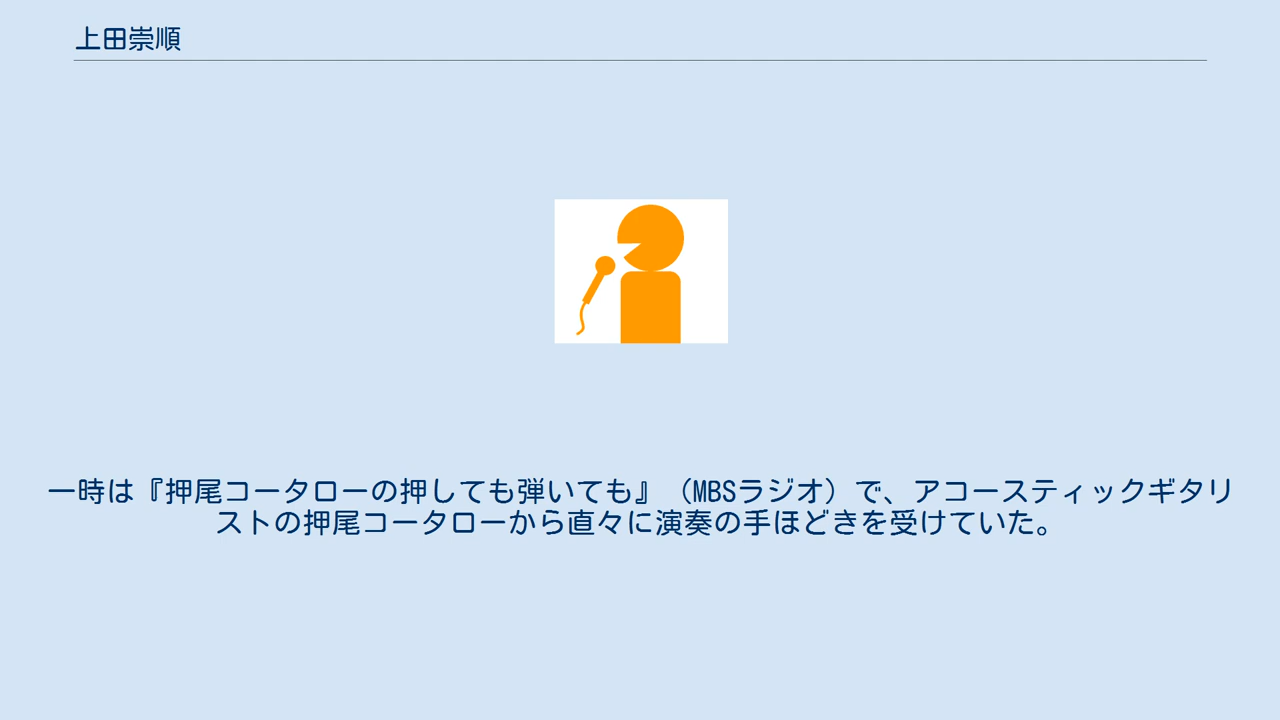 上田崇順
一時は『押尾コータローの押しても弾いても』（MBSラジオ）で、アコースティックギタリ
ストの押尾コータローから直々に演奏の手ほどきを受けていた。